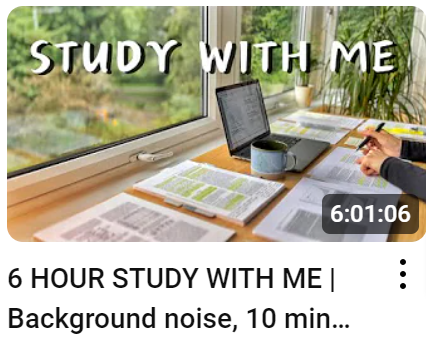 STUDY WITH ME
6:01:06
6 HOUR STUDY WITH ME |
Background noise, 10 min...